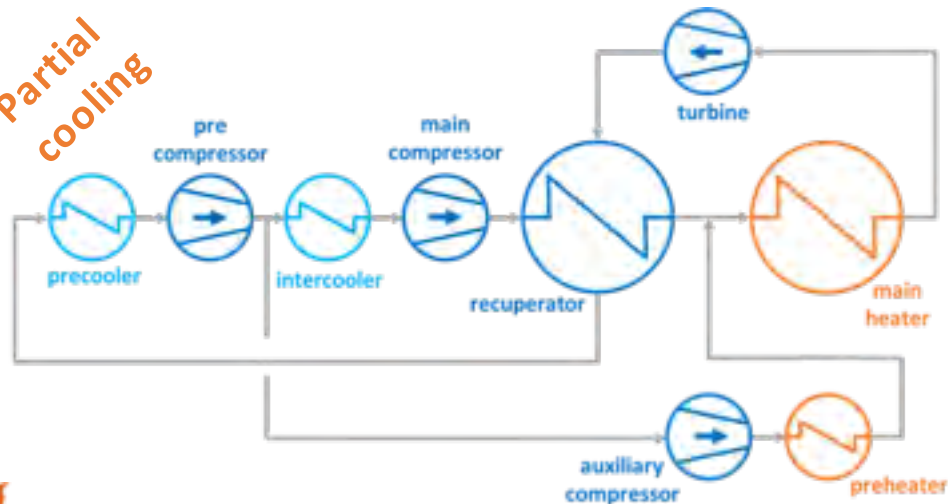 Partial
cooling
pre
compressor
main
compressor
turbine
precooler
intercooler
recuperator
main
heater
auxiliary
compressor
preheater